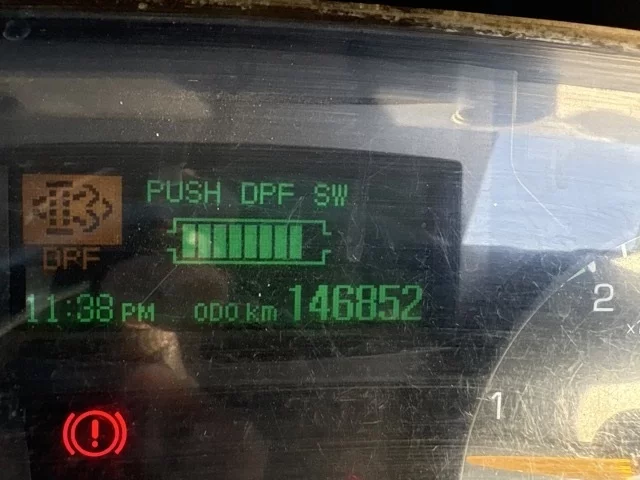 PUSH DPF SW
DPF
11:38 PM ODO km 146852
2
1